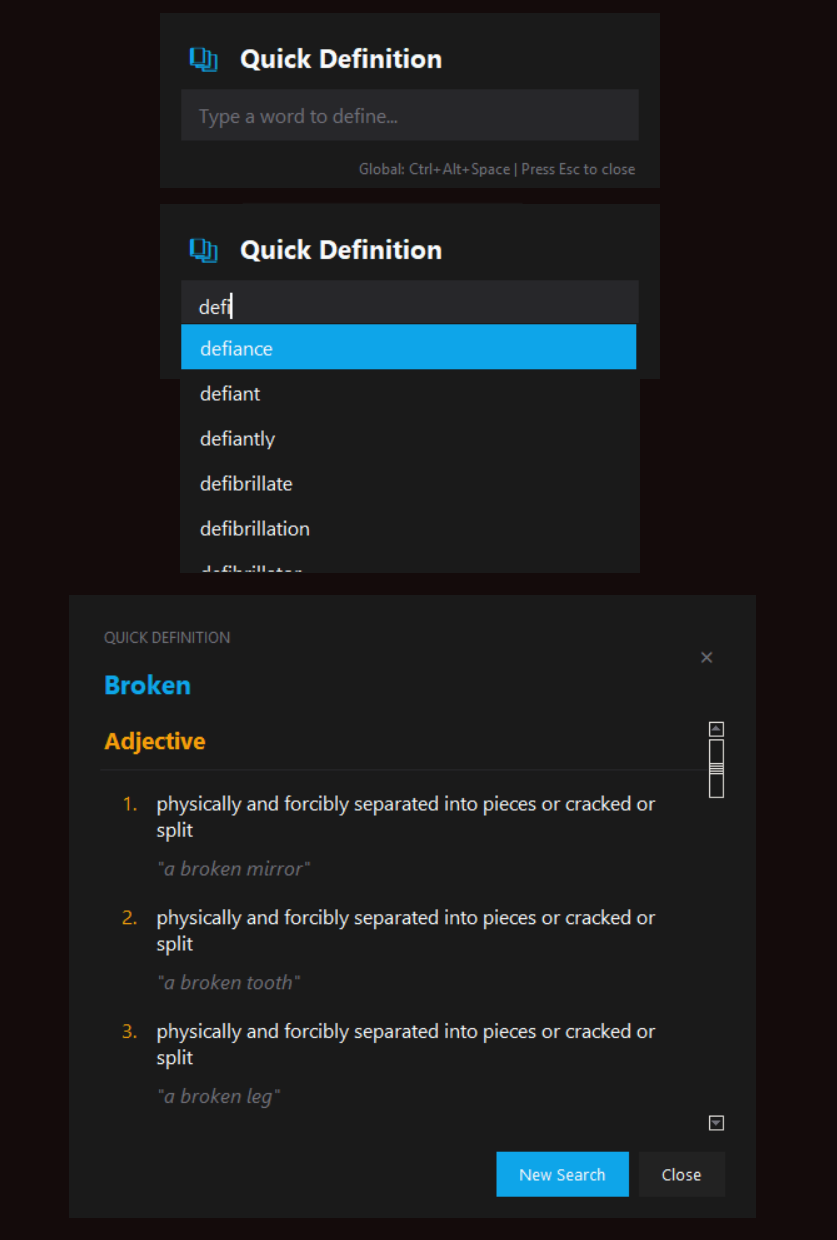 Quick Definition
Type a word to define...
Global: Ctrl+Alt+Space | Press Esc to close
Quick Definition
defi
defiance
defiant
defiantly
defibrillate
defibrillation
defibrillator
QUICK DEFINITION
×
Broken
Adjective
1. physically and forcibly separated into pieces or cracked or
split
"a broken mirror"
2. physically and forcibly separated into pieces or cracked or
split
"a broken tooth"
3. physically and forcibly separated into pieces or cracked or
split
"a broken leg"
New Search Close